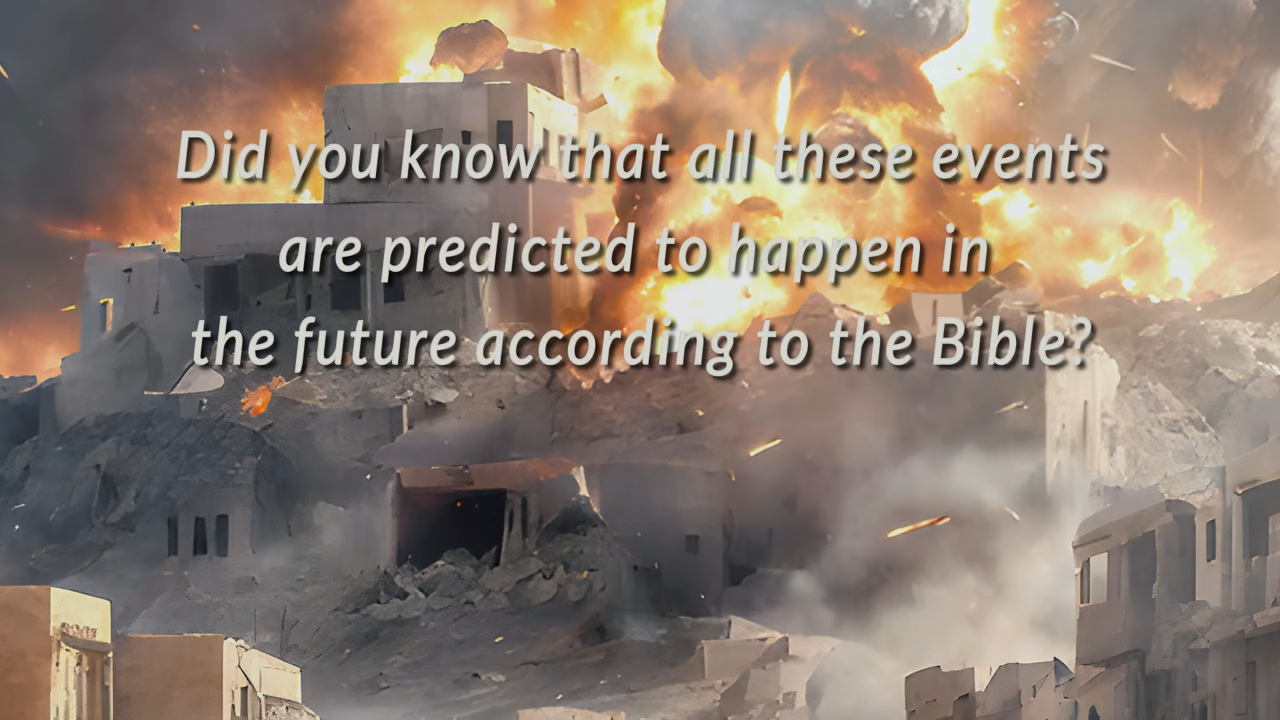 Did you know that all these events
are predicted to happen in
the future according to the Bible?